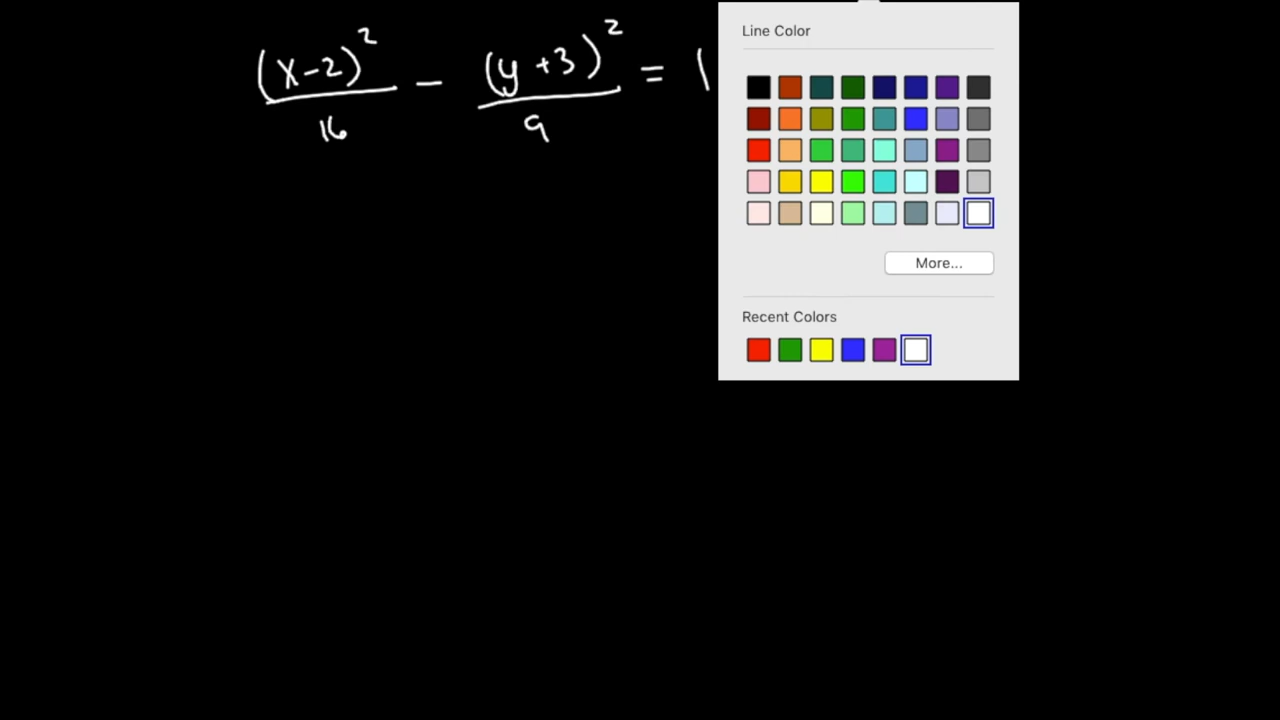 (x-2)² / 16 - (y+3)² / 9 = 1
Line Color
More...
Recent Colors